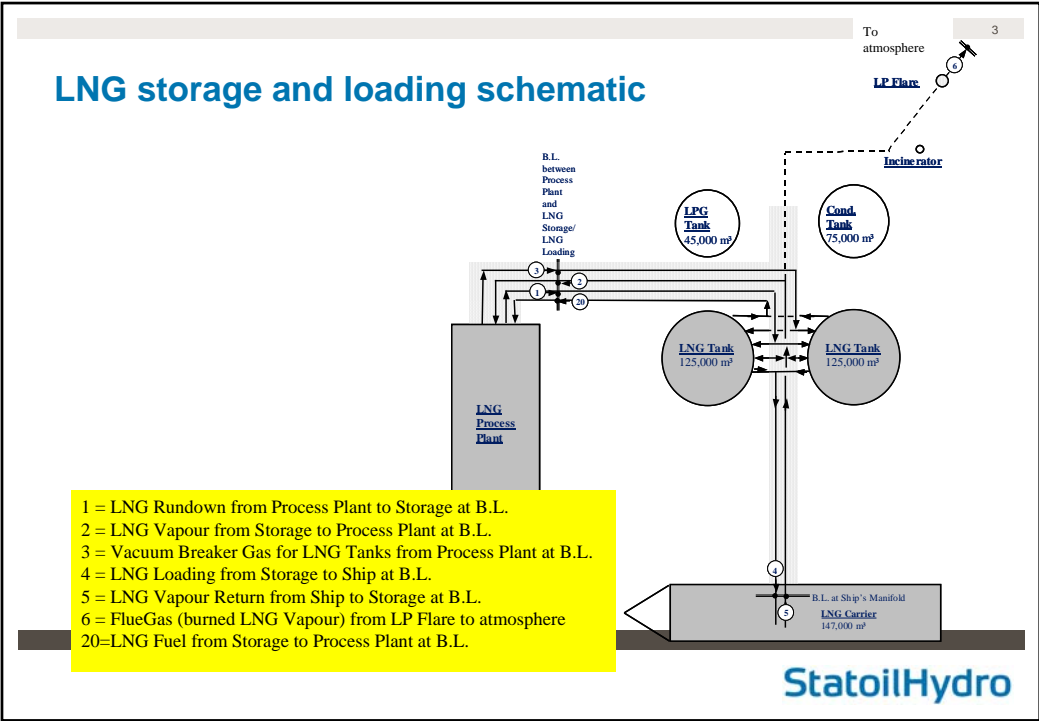 3
To
atmosphere
6
LP Flare
LNG storage and loading schematic
Incinerator
B.L.
between
Process
Plant
and
LNG
Storage/
LNG
Loading
LPG
Tank
45,000 m³
Cond.
Tank
75,000 m³
3
2
1
20
LNG Tank
125,000 m³
LNG Tank
125,000 m³
LNG
Process
Plant
1 = LNG Rundown from Process Plant to Storage at B.L.
2 = LNG Vapour from Storage to Process Plant at B.L.
3 = Vacuum Breaker Gas for LNG Tanks from Process Plant at B.L.
4 = LNG Loading from Storage to Ship at B.L.
5 = LNG Vapour Return from Ship to Storage at B.L.
6 = FlueGas (burned LNG Vapour) from LP Flare to atmosphere
20=LNG Fuel from Storage to Process Plant at B.L.
4
5
B.L. at Ship's Manifold
LNG Carrier
147,000 m³
StatoilHydro